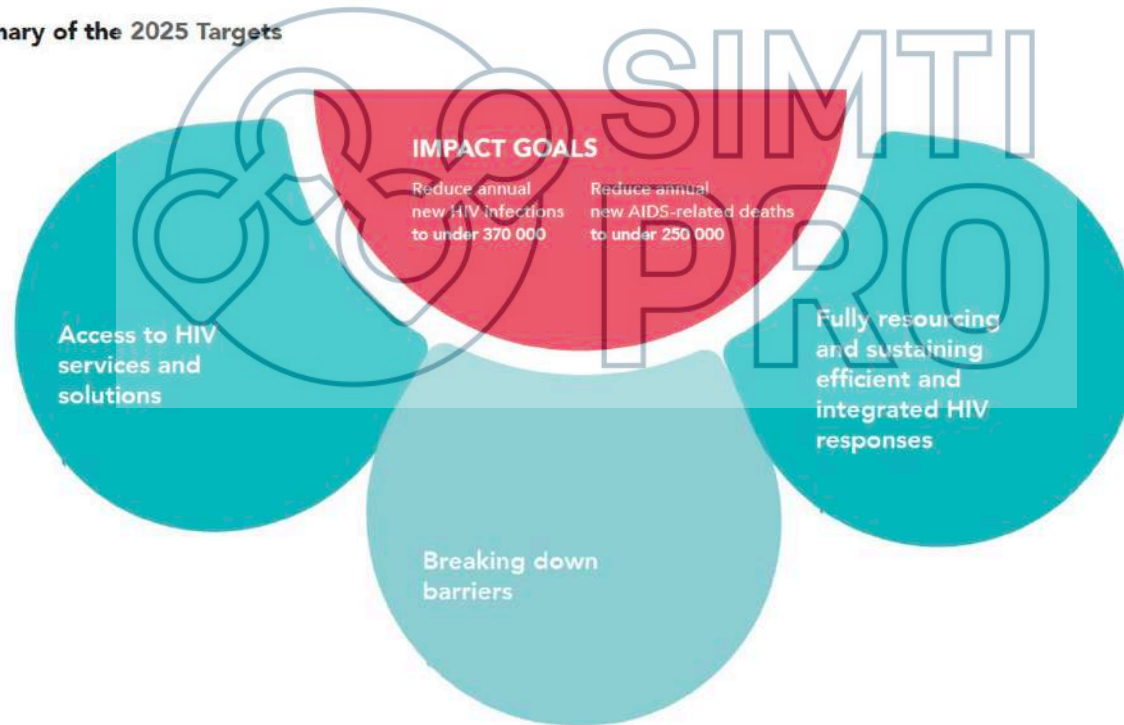 mary of the 2025 Targets
SIMTI
PRO
IMPACT GOALS
Reduce annual
new HIV infections
to under 370 000
Reduce annual
new AIDS-related deaths
to under 250 000
Access to HIV
services and
solutions
Fully resourcing
and sustaining
efficient and
integrated HIV
responses
Breaking down
barriers